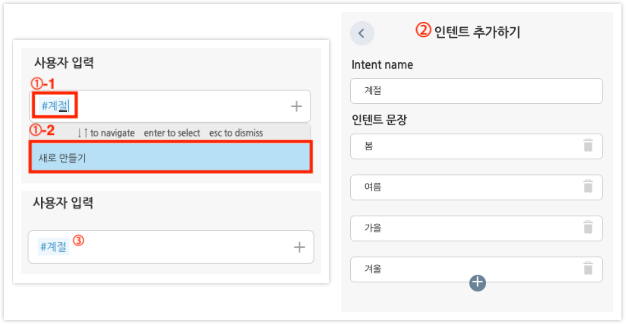 사용자 입력
①-1
#계절
①-2
↓↑ to navigate enter to select esc to dismiss
새로 만들기
사용자 입력
#계절 ③
② 인텐트 추가하기
Intent name
계절
인텐트 문장
봄
여름
가을
겨울